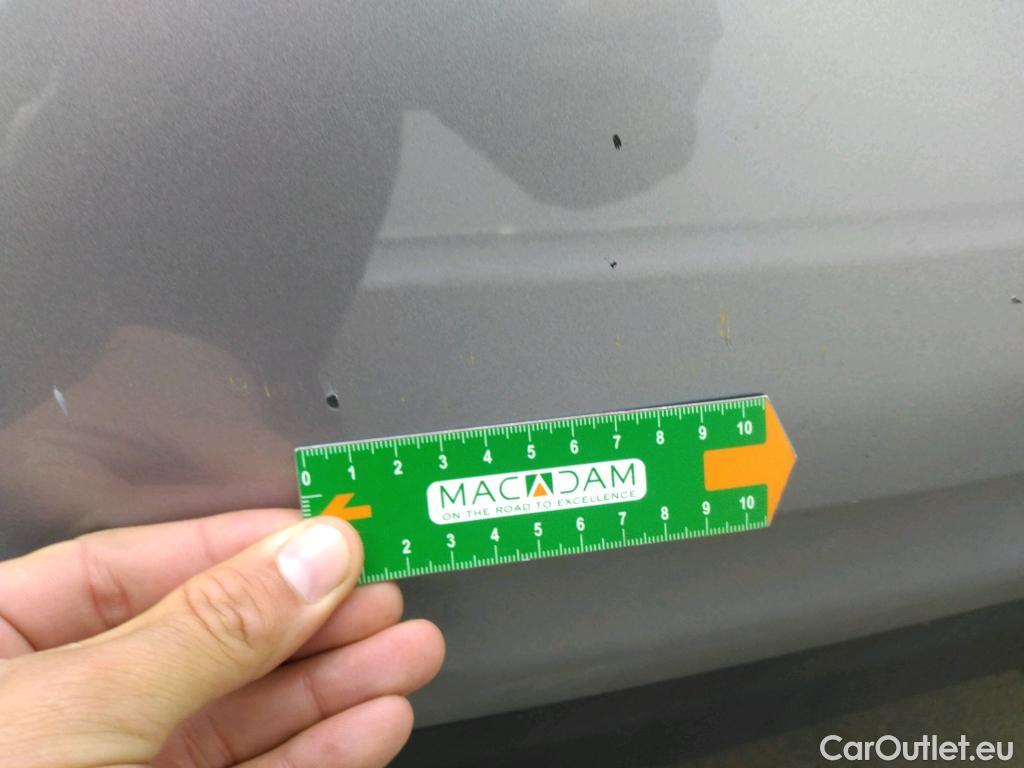 0 1 2 3 4 5 6 7 8 9 10
MACADAM
ON THE ROAD TO EXCELLENCE
2 3 4 5 6 7 8 9 10
CarOutlet.eu